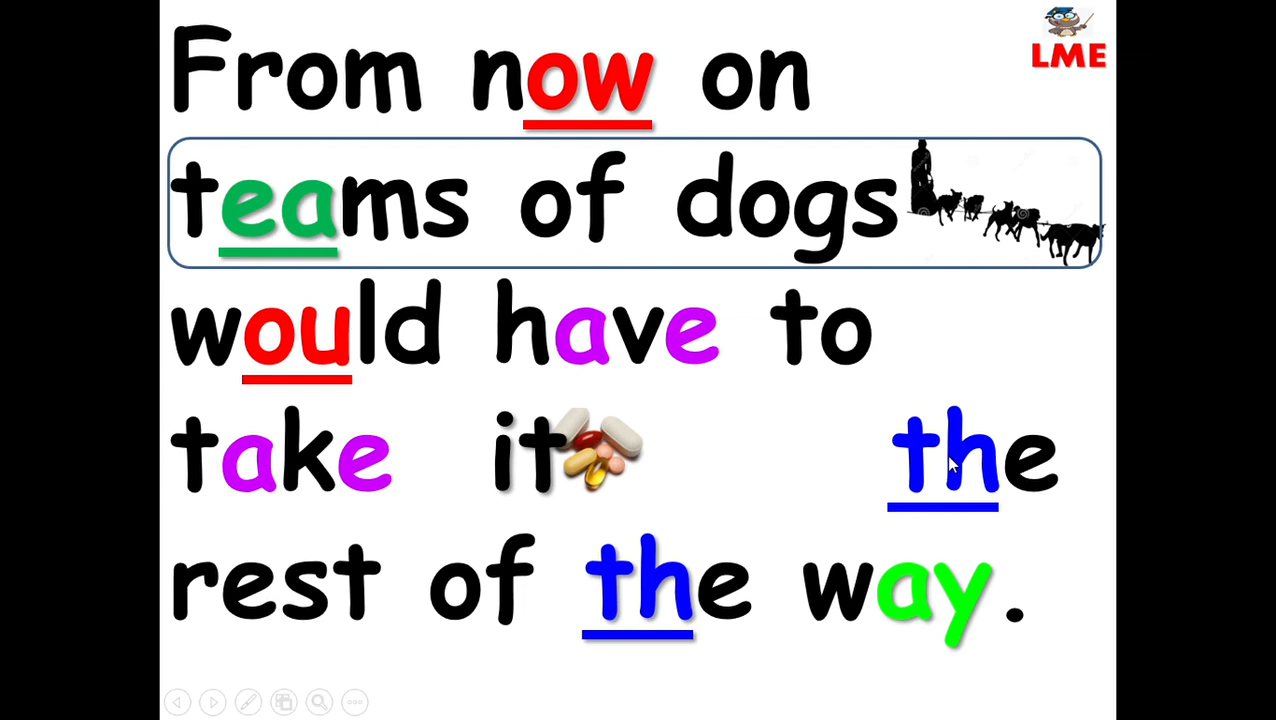 LME
From now on
teams of dogs
would have to
take it the
rest of the way.